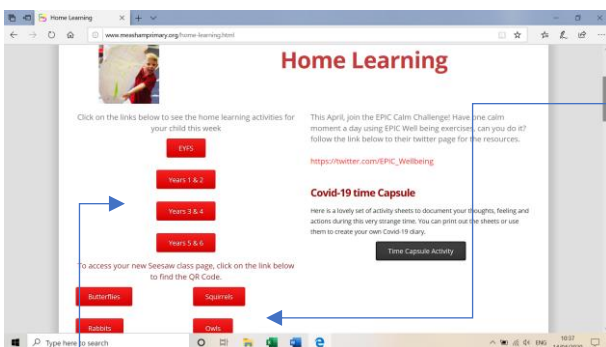 Home Learning
www.meashamprimary.org/home-learning.html
Home Learning
Click on the links below to see the home learning activities for
your child this week
EYFS
Years 1 & 2
Years 3 & 4
Years 5 & 6
To access your new Seesaw class page, click on the link below
to find the QR Code.
Butterflies
Squirrels
Rabbits
Owls
This April, join the EPIC Calm Challenge! Have one calm
moment a day using EPIC Well being exercises, can you do it?
follow the link below to their twitter page for the resources.
https://twitter.com/EPIC_Wellbeing
Covid-19 time Capsule
Here is a lovely set of activity sheets to document your thoughts, feeling and
actions during this very strange time. You can print out the sheets or use
them to create your own Covid-19 diary.
Time Capsule Activity
Type here to search
ENG